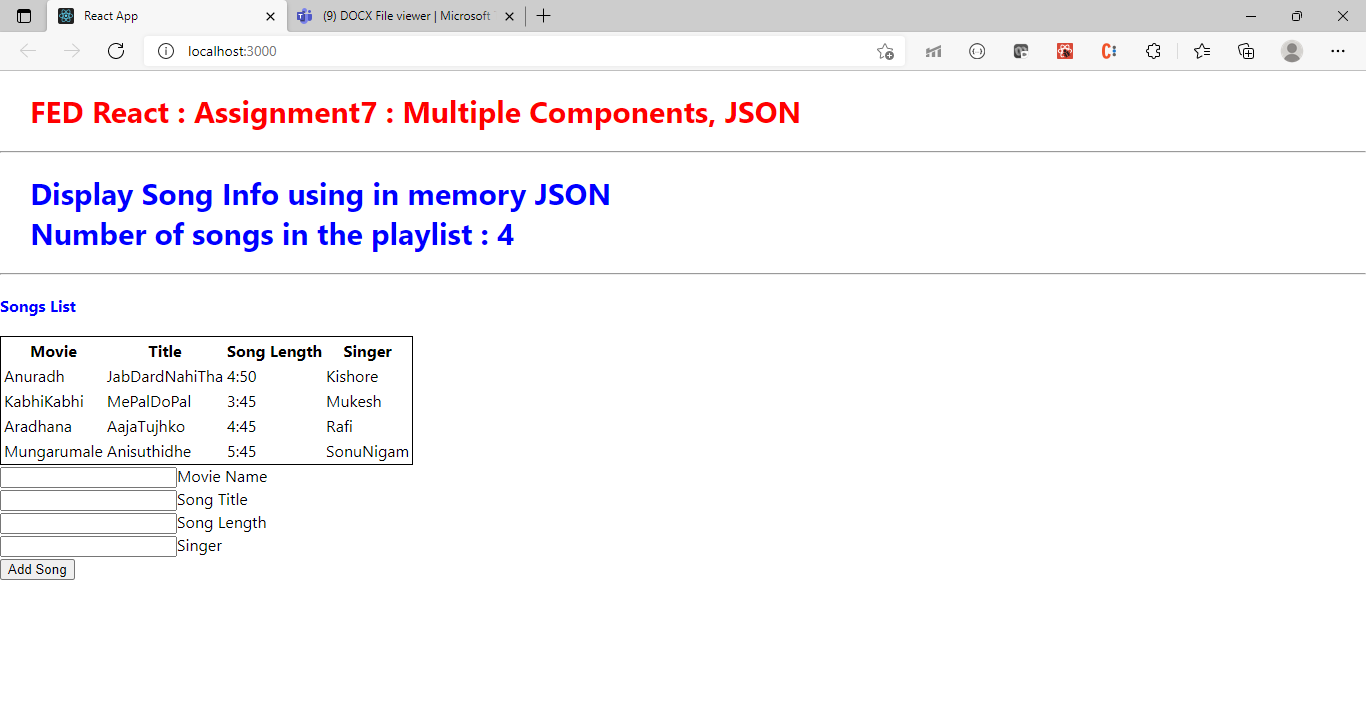 React App
(9) DOCX File viewer | Microsoft
localhost:3000
FED React : Assignment7 : Multiple Components, JSON
Display Song Info using in memory JSON
Number of songs in the playlist : 4
Songs List
Movie Title Song Length Singer
Anuradh JabDardNahiTha 4:50 Kishore
KabhiKabhi MePalDoPal 3:45 Mukesh
Aradhana AajaTujhko 4:45 Rafi
Mungarumale Anisuthidhe 5:45 SonuNigam
Movie Name
Song Title
Song Length
Singer
Add Song